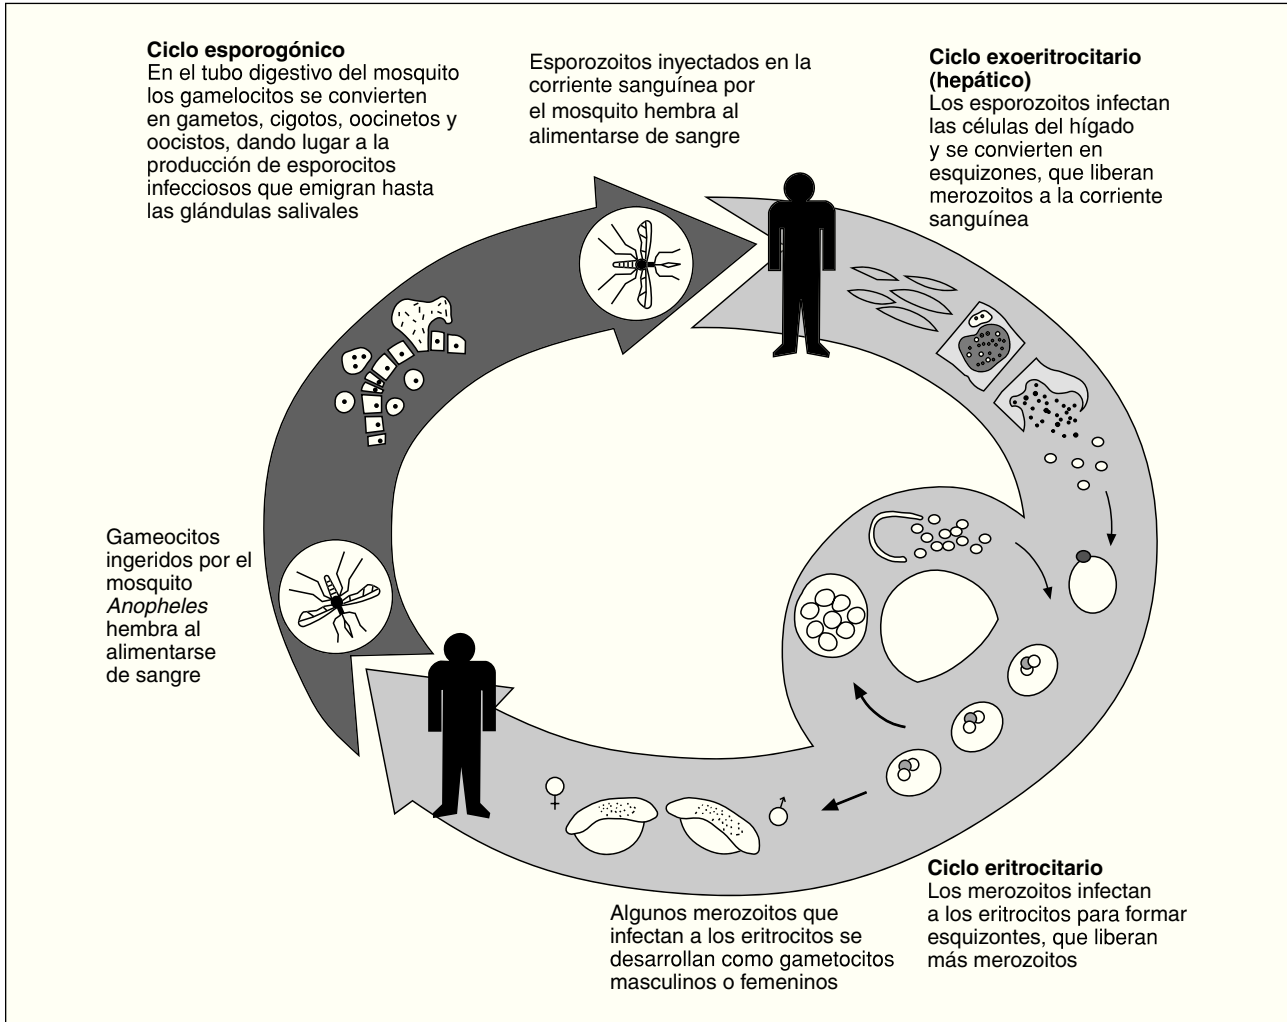 Ciclo esporogónico
En el tubo digestivo del mosquito
los gamelocitos se convierten
en gametos, cigotos, oocinetos y
oocistos, dando lugar a la
producción de esporocitos
infecciosos que emigran hasta
las glándulas salivales
Esporozoitos inyectados en la
corriente sanguínea por
el mosquito hembra al
alimentarse de sangre
Ciclo exoeritrocitario
(hepático)
Los esporozoitos infectan
las células del hígado
y se convierten en
esquizones, que liberan
merozoitos a la corriente
sanguínea
Gameocitos
ingeridos por el
mosquito
Anopheles
hembra al
alimentarse
de sangre
Ciclo eritrocitario
Los merozoitos infectan
a los eritrocitos para formar
esquizontes, que liberan
más merozoitos
Algunos merozoitos que
infectan a los eritrocitos se
desarrollan como gametocitos
masculinos o femeninos